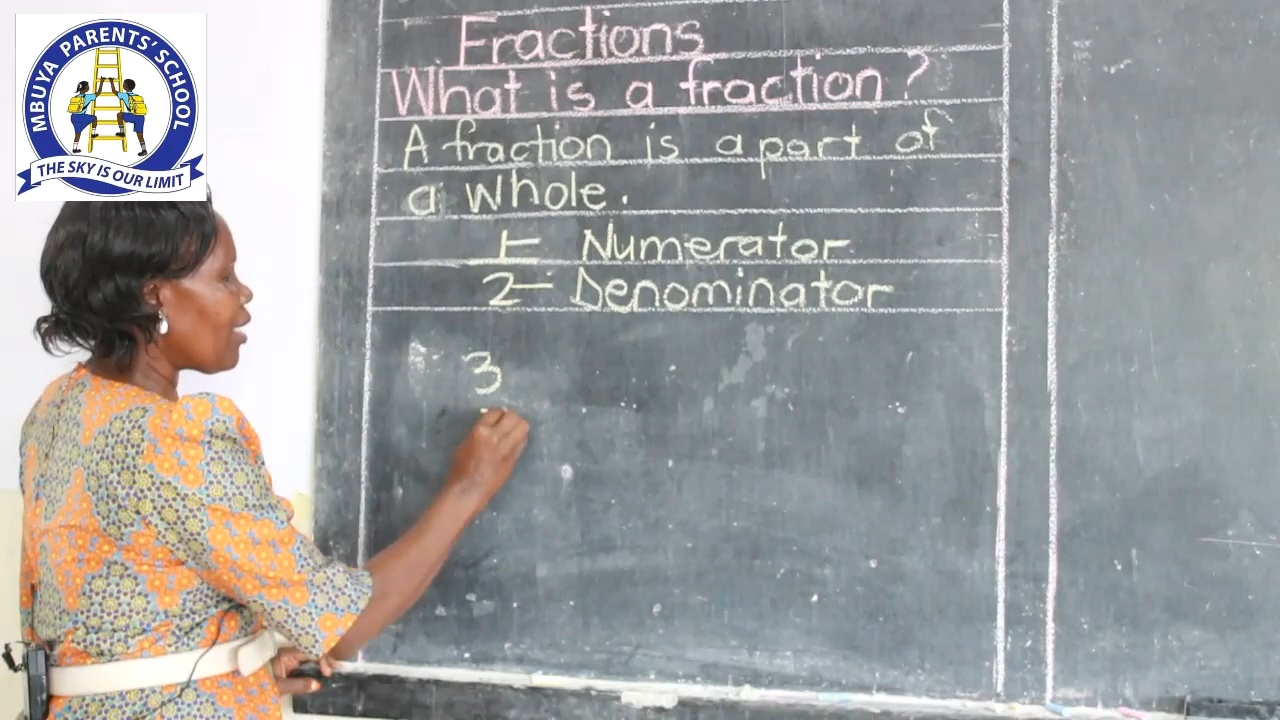 MBUYA PARENTS' SCHOOL
THE SKY IS OUR LIMIT
Fractions
What is a fraction?
A fraction is a part of
a whole.
1 – Numerator
2 – Denominator
3